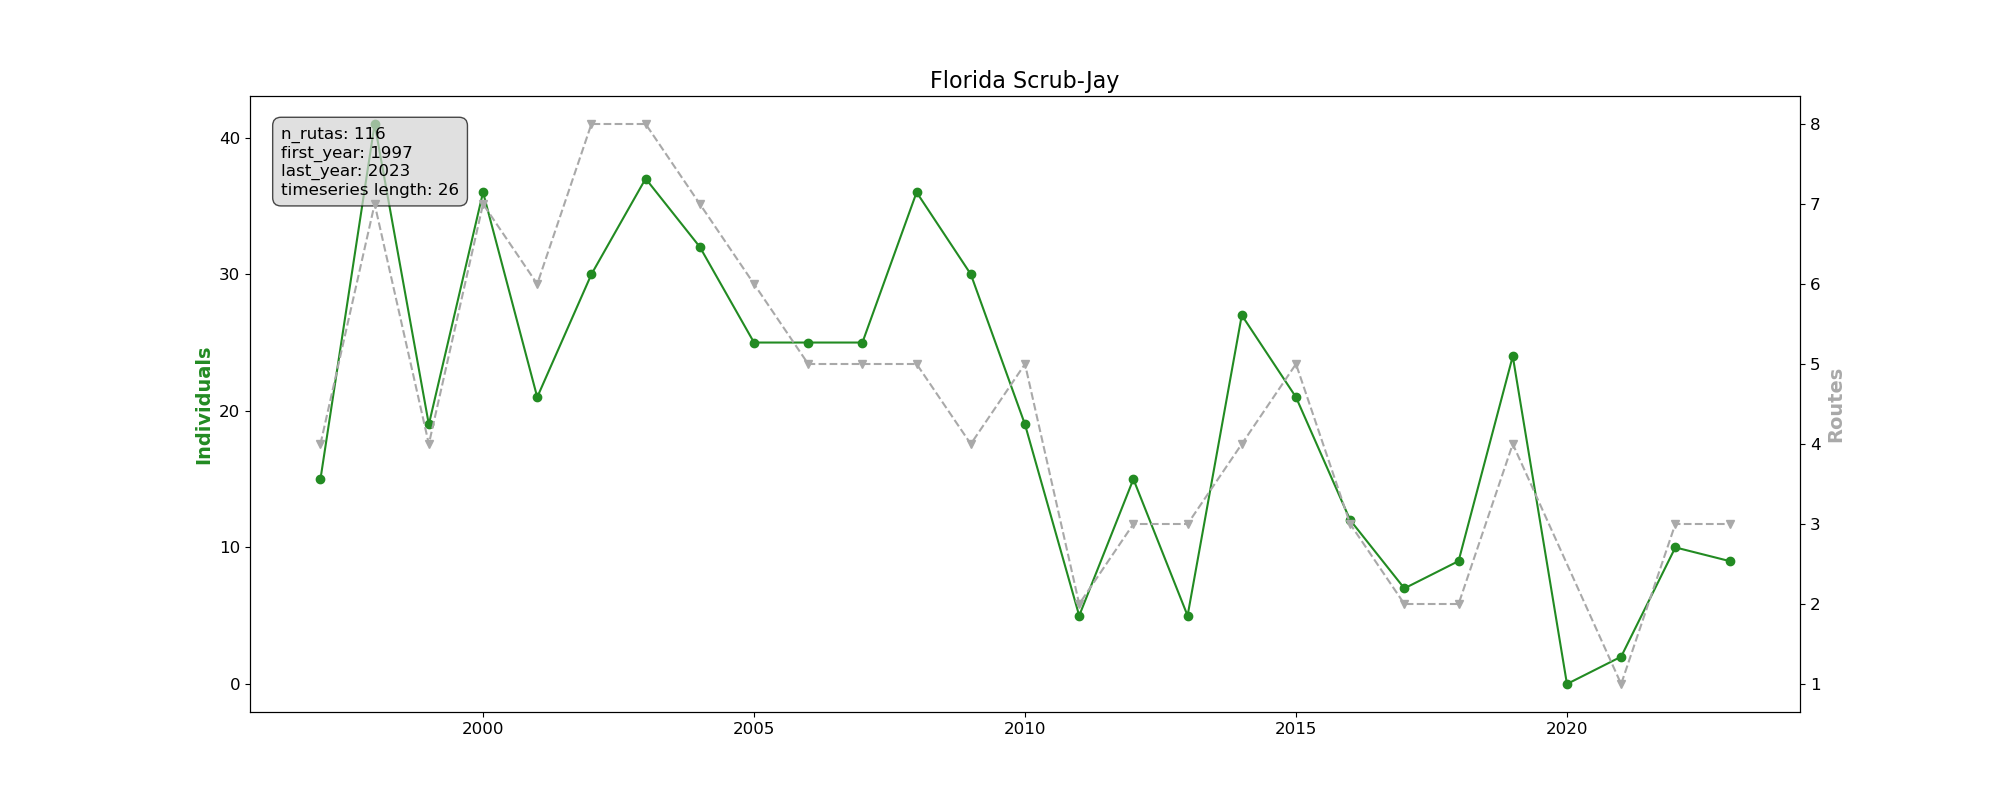 Florida Scrub-Jay
n_rutas: 116
first_year: 1997
last_year: 2023
timeseries length: 26
40
30
20
10
0
Individuals
8
7
6
5
4
3
2
1
Routes
2000
2005
2010
2015
2020